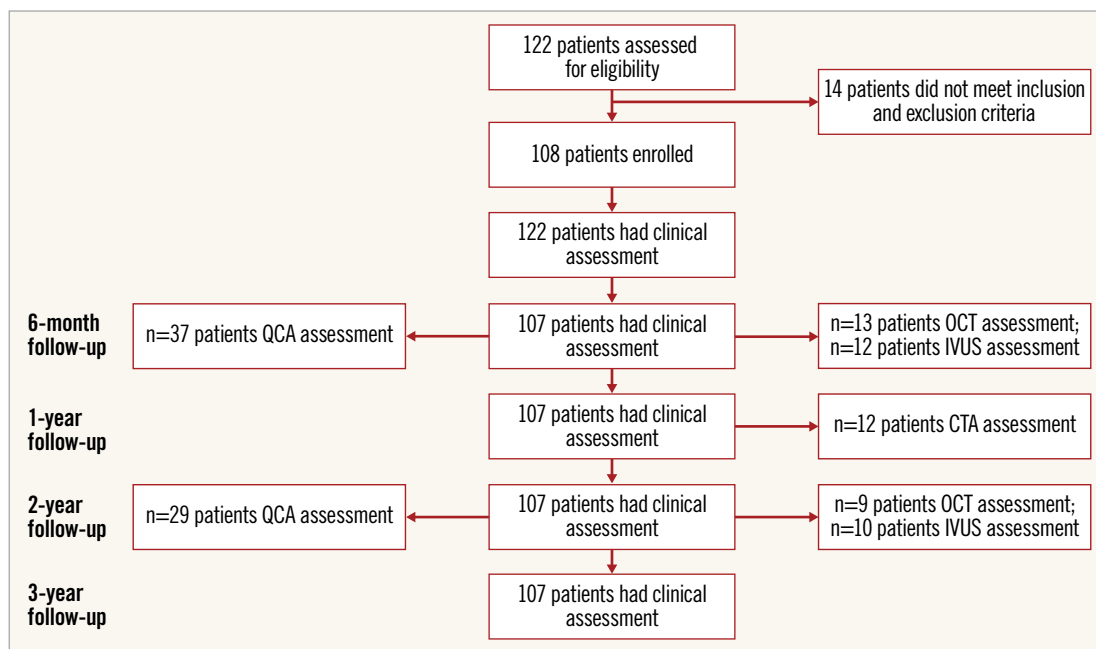 122 patients assessed
for eligibility
14 patients did not meet inclusion
and exclusion criteria
108 patients enrolled
122 patients had clinical
assessment
6-month
follow-up
n=37 patients QCA assessment
107 patients had clinical
assessment
n=13 patients OCT assessment;
n=12 patients IVUS assessment
1-year
follow-up
107 patients had clinical
assessment
n=12 patients CTA assessment
2-year
follow-up
n=29 patients QCA assessment
107 patients had clinical
assessment
n=9 patients OCT assessment;
n=10 patients IVUS assessment
3-year
follow-up
107 patients had clinical
assessment